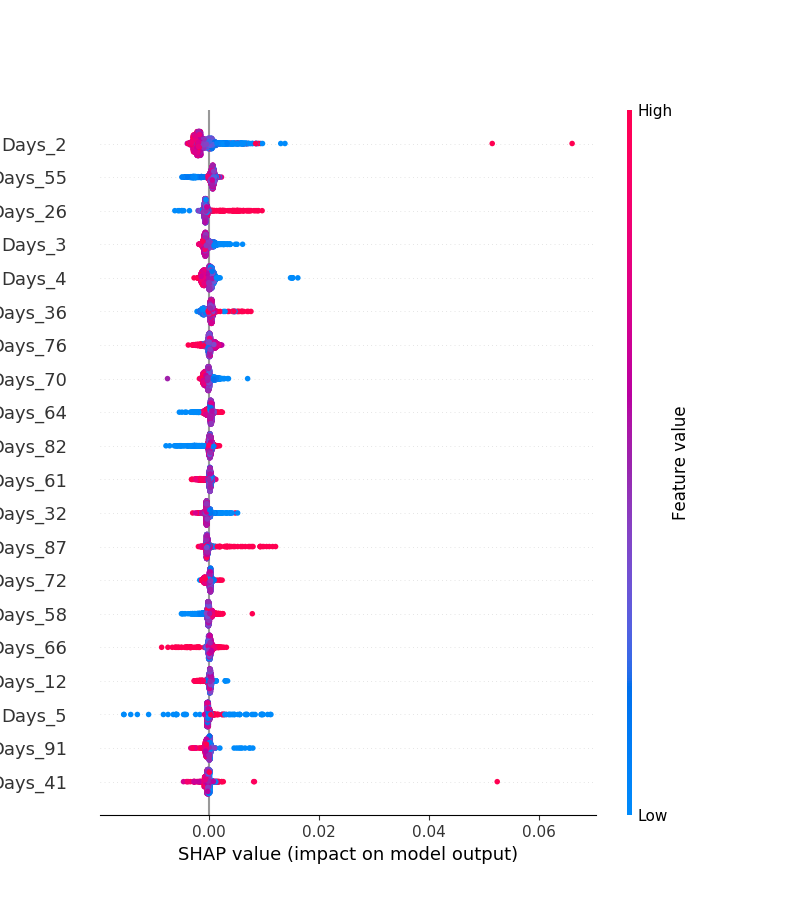 High
Days_2
Days_55
Days_26
Days_3
Days_4
Days_36
Days_76
Days_70
Days_64
Days_82
Days_61
Days_32
Days_87
Days_72
Days_58
Days_66
Days_12
Days_5
Days_91
Days_41
Feature value
Low
0.00 0.02 0.04 0.06
SHAP value (impact on model output)